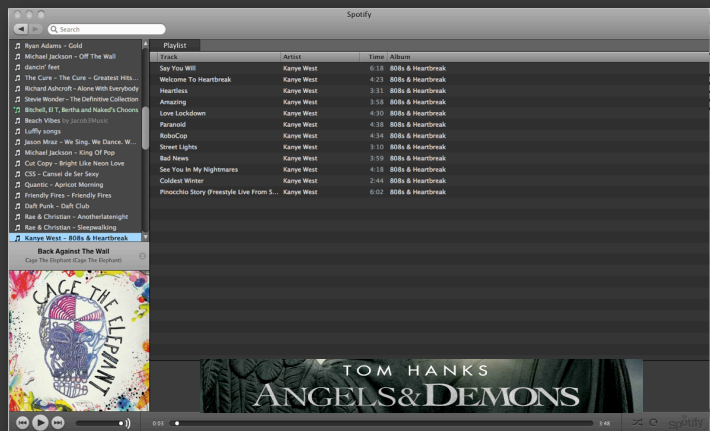 Spotify
Search
Ryan Adams - Gold
Michael Jackson - Off The Wall
dancin' feet
The Cure - The Cure - Greatest Hits...
Richard Ashcroft - Alone With Everybody
Stevie Wonder - The Definitive Collection
Bitchell, El T, Bertha and Naked's Choons
Beach Vibes by Jacob3Music
Luffly songs
Jason Mraz - We Sing. We Dance. W...
Michael Jackson - King Of Pop
Cut Copy - Bright Like Neon Love
CSS - Cansei de Ser Sexy
Quantic - Apricot Morning
Friendly Fires - Friendly Fires
Daft Punk - Daft Club
Rae & Christian - Anotherlatenight
Rae & Christian - Sleepwalking
Kanye West - 808s & Heartbreak
Back Against The Wall
Cage The Elephant (Cage The Elephant)
CAGE THE ELEPHANT
Playlist
Track Artist Time Album
Say You Will Kanye West 6:18 808s & Heartbreak
Welcome To Heartbreak Kanye West 4:23 808s & Heartbreak
Heartless Kanye West 3:31 808s & Heartbreak
Amazing Kanye West 3:58 808s & Heartbreak
Love Lockdown Kanye West 4:30 808s & Heartbreak
Paranoid Kanye West 4:38 808s & Heartbreak
RoboCop Kanye West 4:34 808s & Heartbreak
Street Lights Kanye West 3:10 808s & Heartbreak
Bad News Kanye West 3:59 808s & Heartbreak
See You In My Nightmares Kanye West 4:18 808s & Heartbreak
Coldest Winter Kanye West 2:44 808s & Heartbreak
Pinocchio Story (Freestyle Live From S... Kanye West 6:02 808s & Heartbreak
TOM HANKS
ANGELS & DEMONS
0:03
3:48
Spotify